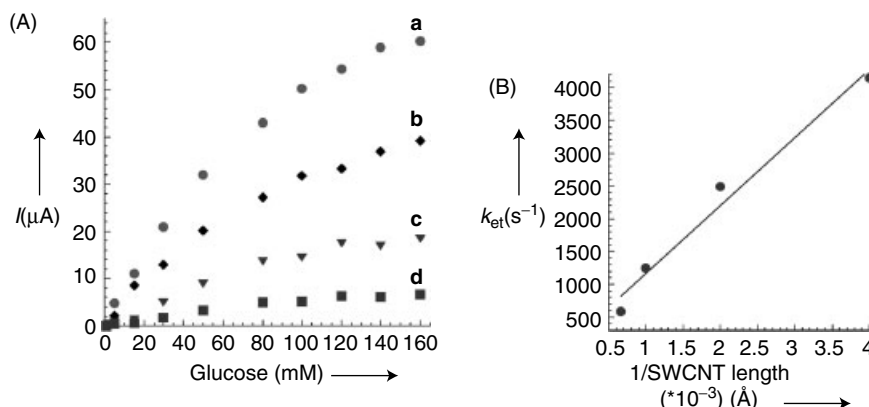 (A)
60
50
40
30
20
10
0
I(μA)
a
b
c
d
0 20 40 60 80 100 120 140 160
Glucose (mM)
(B)
4000
3500
3000
2500
2000
1500
1000
500
k_et(s⁻¹)
0.5 1 1.5 2 2.5 3 3.5 4
1/SWCNT length
(*10⁻³) (Å)